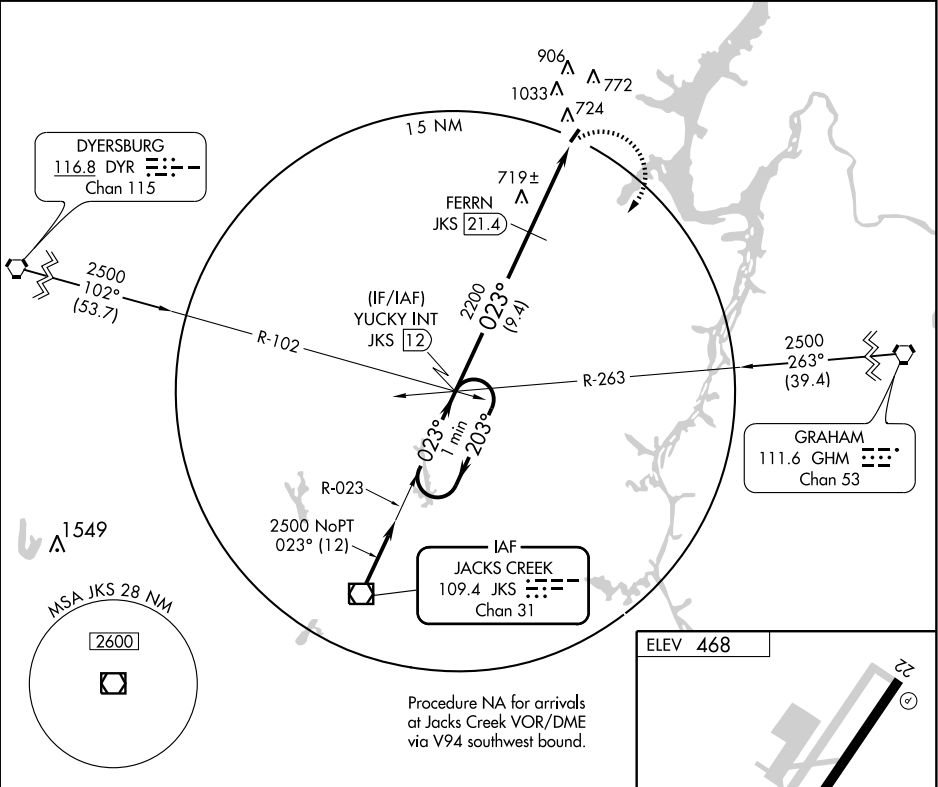 906
772
1033
724
15 NM
DYERSBURG
116.8 DYR
Chan 115
719±
FERRN
JKS 21.4
2500
102°
(53.7)
(IF/IAF)
YUCKY INT
JKS 12
2200
023°
(9.4)
R-102
R-263
2500
263°
(39.4)
GRAHAM
111.6 GHM
Chan 53
023°
1 min
203°
R-023
2500 NoPT
023° (12)
1549
IAF
JACKS CREEK
109.4 JKS
Chan 31
MSA JKS 28 NM
2600
Procedure NA for arrivals
at Jacks Creek VOR/DME
via V94 southwest bound.
ELEV 468
22
P